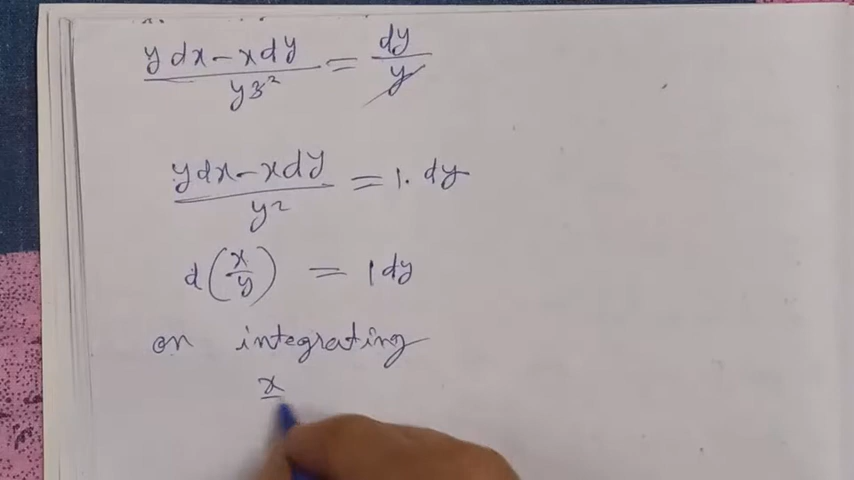 y dx - x dy / y3² = dy / y
y dx - x dy / y² = 1. dy
d (x/y) = 1 dy
on integrating
x